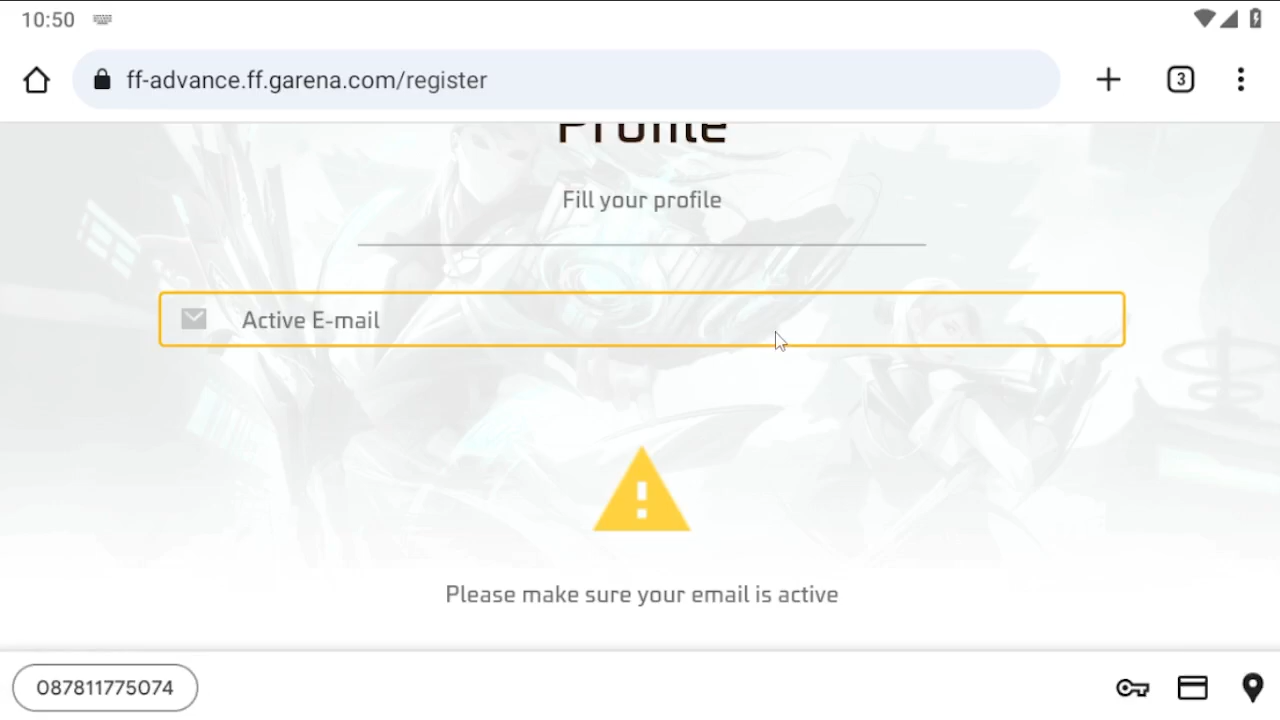 10:50
ff-advance.ff.garena.com/register
3
Profile
Fill your profile
Active E-mail
Please make sure your email is active
087811775074